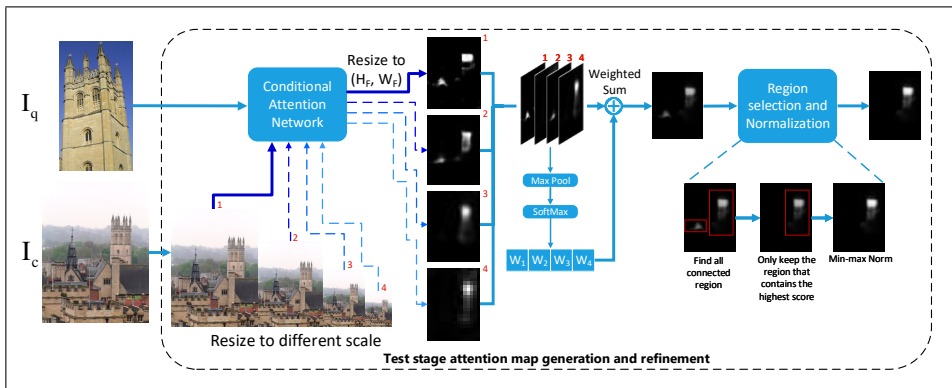 I_q
I_c
Conditional
Attention
Network
Resize to
(H_F, W_F)
1
2
3
4
1
2
3
4
Resize to different scale
1 2 3 4
Max Pool
SoftMax
W_1 W_2 W_3 W_4
Weighted
Sum
Region
selection and
Normalization
Find all
connected
region
Only keep the
region that
contains the
highest score
Min-max Norm
Test stage attention map generation and refinement